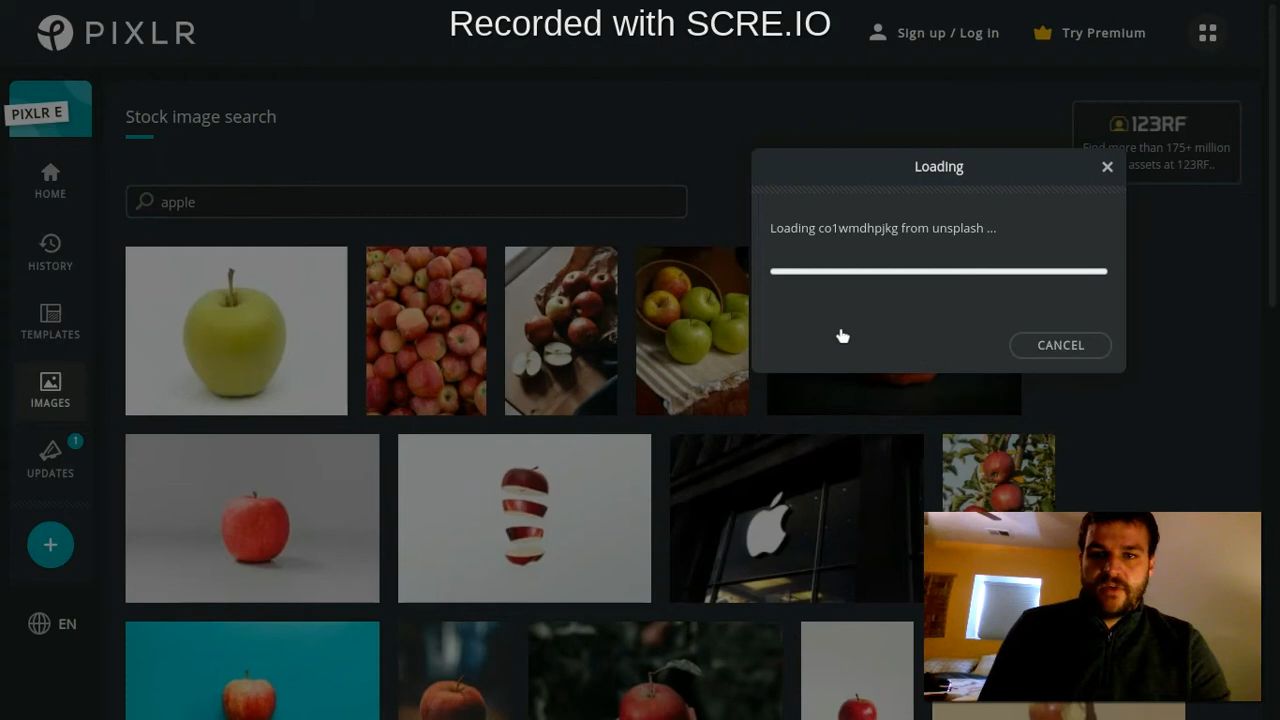 PIXLR
Recorded with SCRE.IO
Sign up / Log in
Try Premium
PIXLR E
Stock image search
123RF
Find more than 175+ million
assets at 123RF..
apple
Loading
Loading co1wmdhpjkg from unsplash ...
CANCEL
HOME
HISTORY
TEMPLATES
IMAGES
1
UPDATES
EN